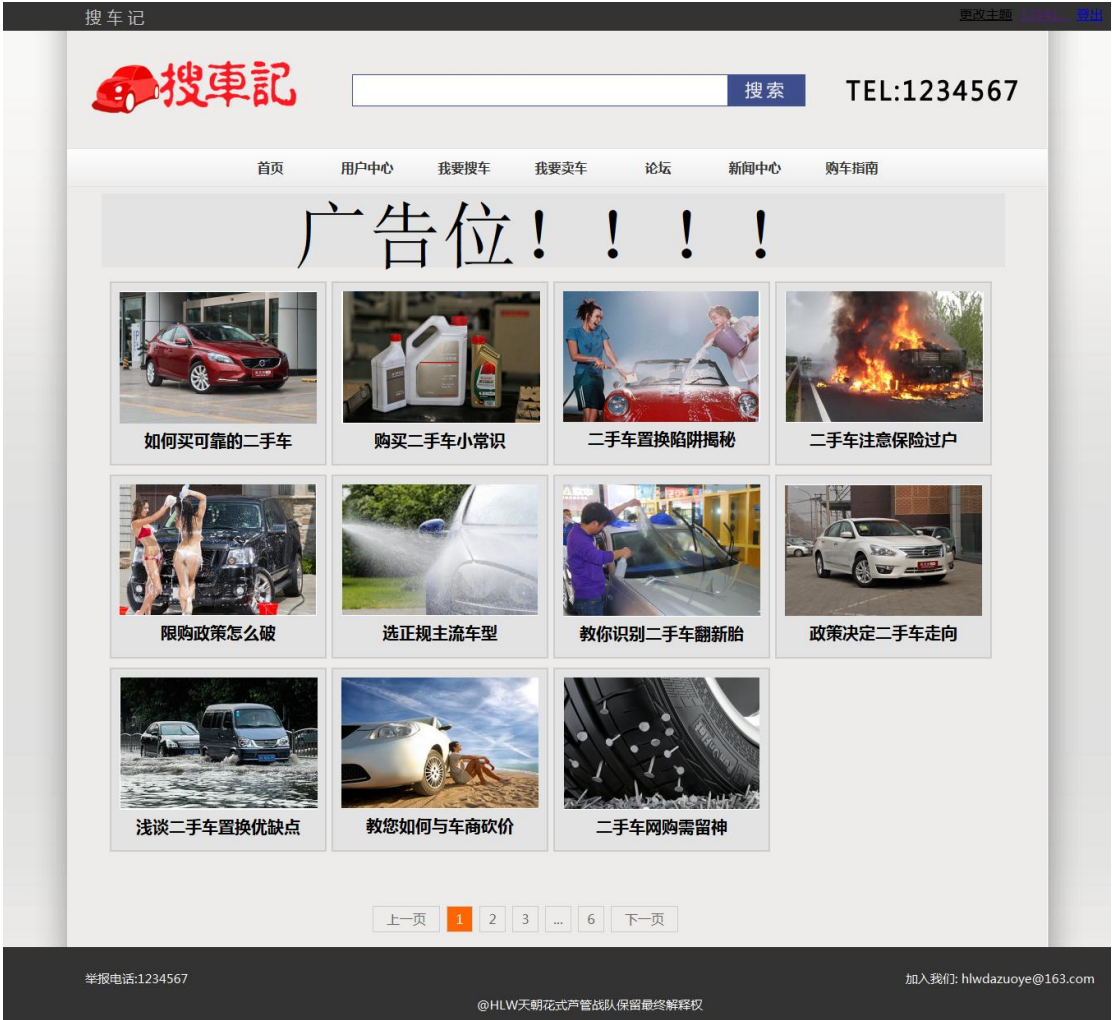 搜车记
更改主题 登出
搜車記
搜索
TEL:1234567
首页 用户中心 我要搜车 我要卖车 论坛 新闻中心 购车指南
广告位！！！！
如何买可靠的二手车 购买二手车小常识 二手车置换陷阱揭秘 二手车注意保险过户
限购政策怎么破 选正规主流车型 教你识别二手车翻新胎 政策决定二手车走向
浅谈二手车置换优缺点 教您如何与车商砍价 二手车网购需留神
上一页 1 2 3 ... 6 下一页
举报电话:1234567 加入我们: hlwdazuoye@163.com
@HLW天朝花式芦管战队保留最终解释权